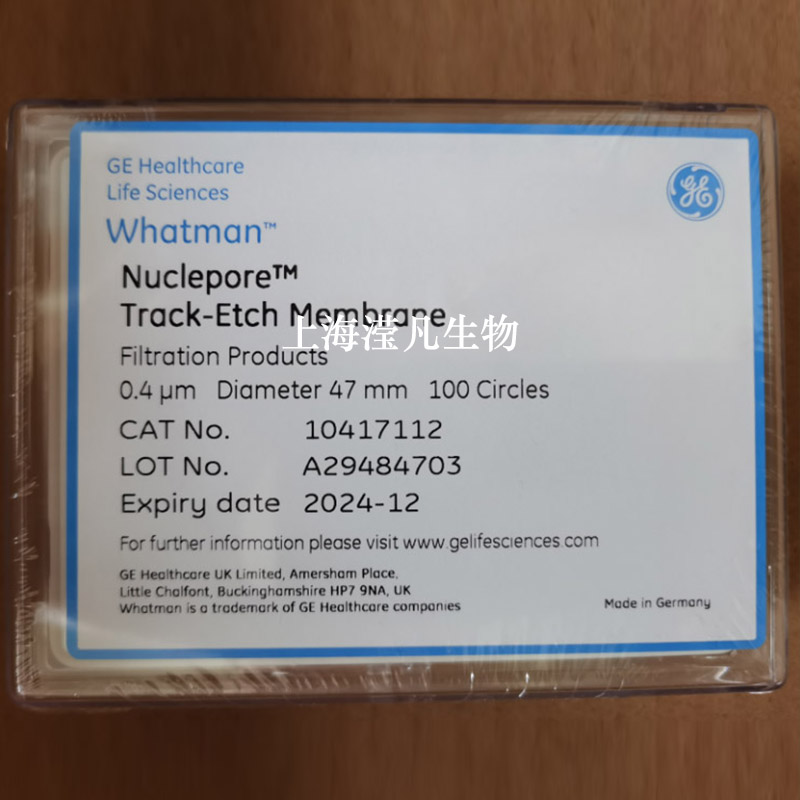 GE Healthcare
Life Sciences
Whatman™
Nuclepore™
Track-Etch Membrane
上海滢凡生物
Filtration Products
0.4 µm Diameter 47 mm 100 Circles
CAT No. 10417112
LOT No. A29484703
Expiry date 2024-12
For further information please visit www.gelifesciences.com
GE Healthcare UK Limited, Amersham Place,
Little Chalfont, Buckinghamshire HP7 9NA, UK
Whatman is a trademark of GE Healthcare companies
Made in Germany
GE